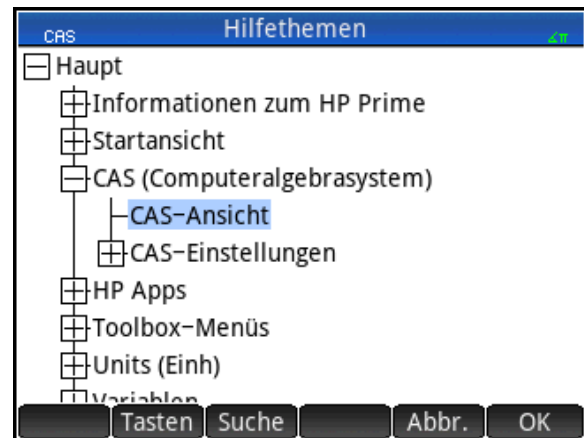 CAS Hilfethemen ∡π
Haupt
Informationen zum HP Prime
Startansicht
CAS (Computeralgebrasystem)
CAS-Ansicht
CAS-Einstellungen
HP Apps
Toolbox-Menüs
Units (Einh)
Variablen
Tasten Suche Abbr. OK